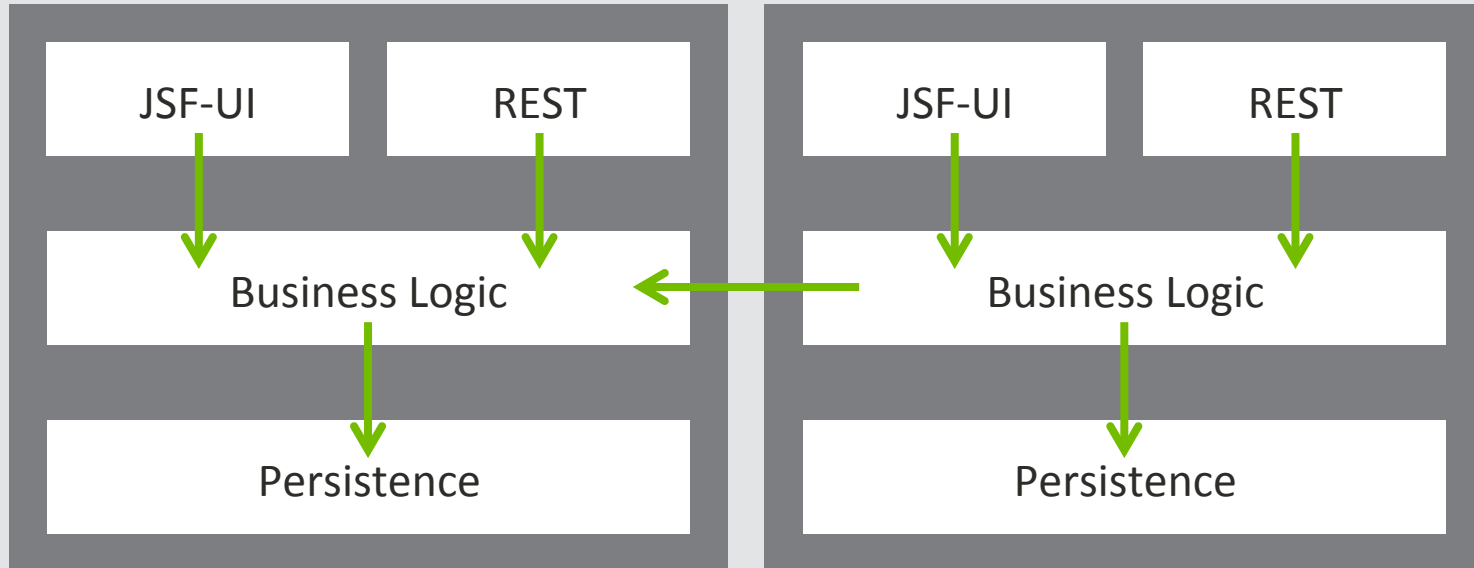 JSF-UI
REST
JSF-UI
REST
Business Logic
Business Logic
Persistence
Persistence